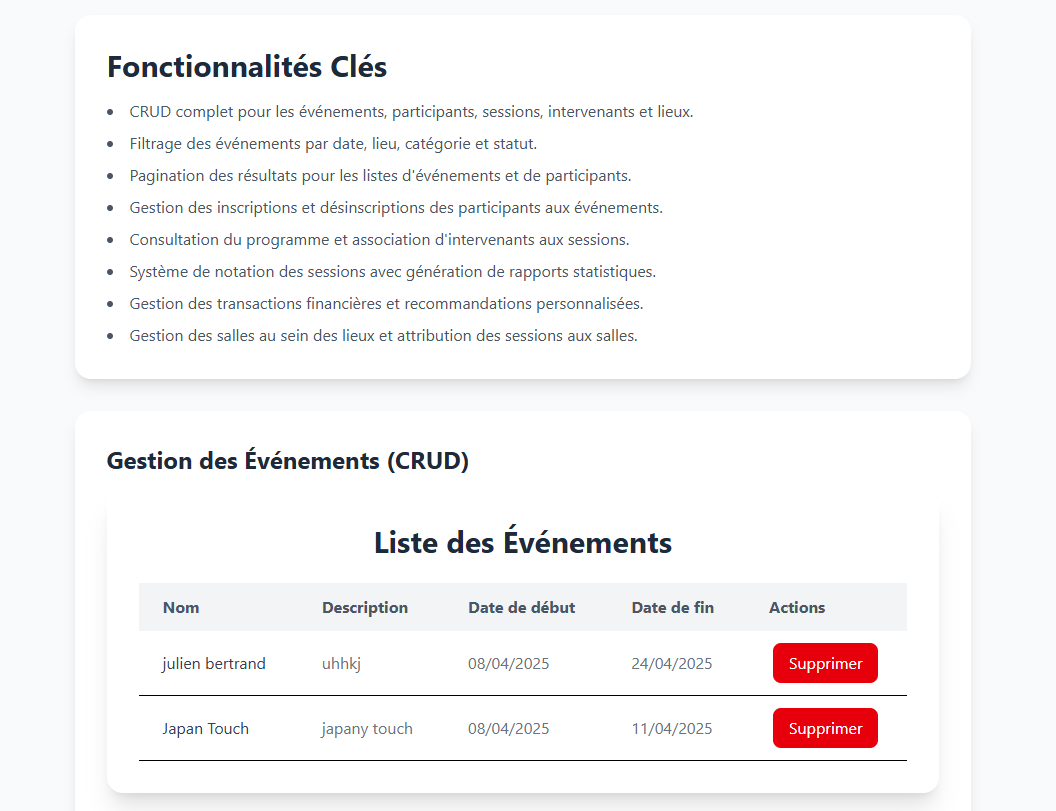 Fonctionnalités Clés
• CRUD complet pour les événements, participants, sessions, intervenants et lieux.
• Filtrage des événements par date, lieu, catégorie et statut.
• Pagination des résultats pour les listes d'événements et de participants.
• Gestion des inscriptions et désinscriptions des participants aux événements.
• Consultation du programme et association d'intervenants aux sessions.
• Système de notation des sessions avec génération de rapports statistiques.
• Gestion des transactions financières et recommandations personnalisées.
• Gestion des salles au sein des lieux et attribution des sessions aux salles.
Gestion des Événements (CRUD)
Liste des Événements
Nom Description Date de début Date de fin Actions
julien bertrand uhhkj 08/04/2025 24/04/2025 Supprimer
Japan Touch japany touch 08/04/2025 11/04/2025 Supprimer